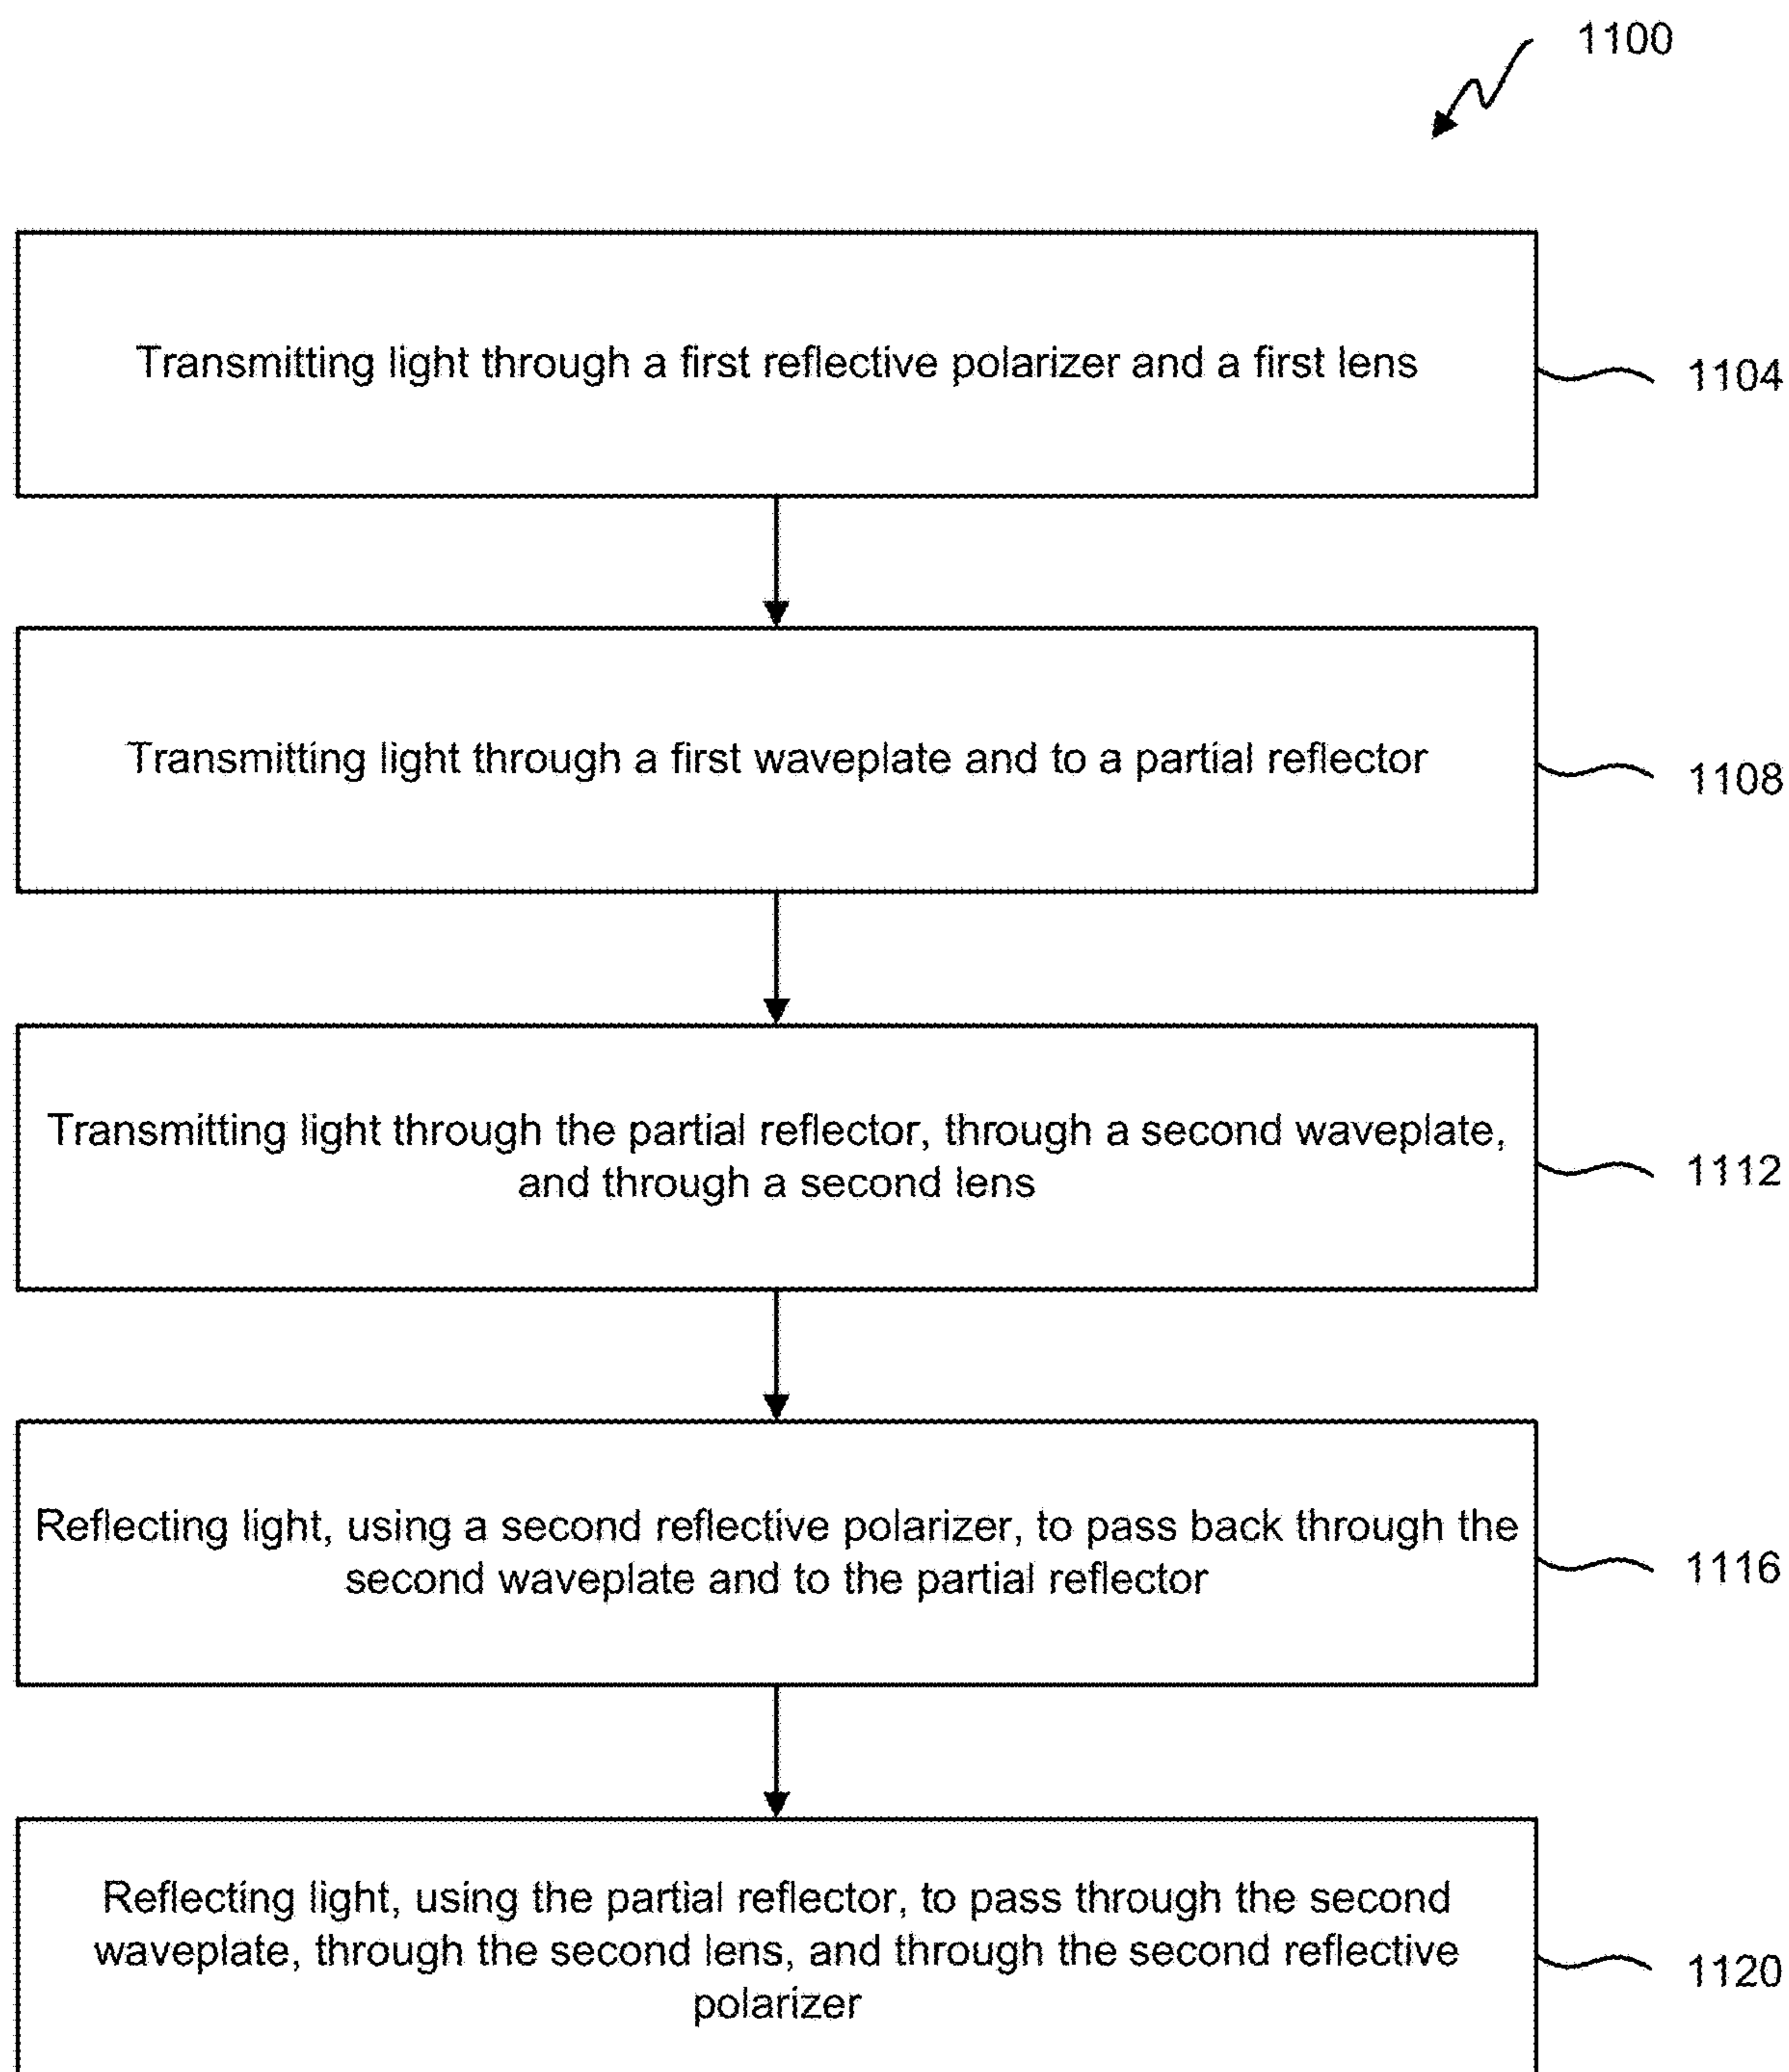 1100
Transmitting light through a first reflective polarizer and a first lens
1104
Transmitting light through a first waveplate and to a partial reflector
1108
Transmitting light through the partial reflector, through a second waveplate,
and through a second lens
1112
Reflecting light, using a second reflective polarizer, to pass back through the
second waveplate and to the partial reflector
1116
Reflecting light, using the partial reflector, to pass through the second
waveplate, through the second lens, and through the second reflective
polarizer
1120